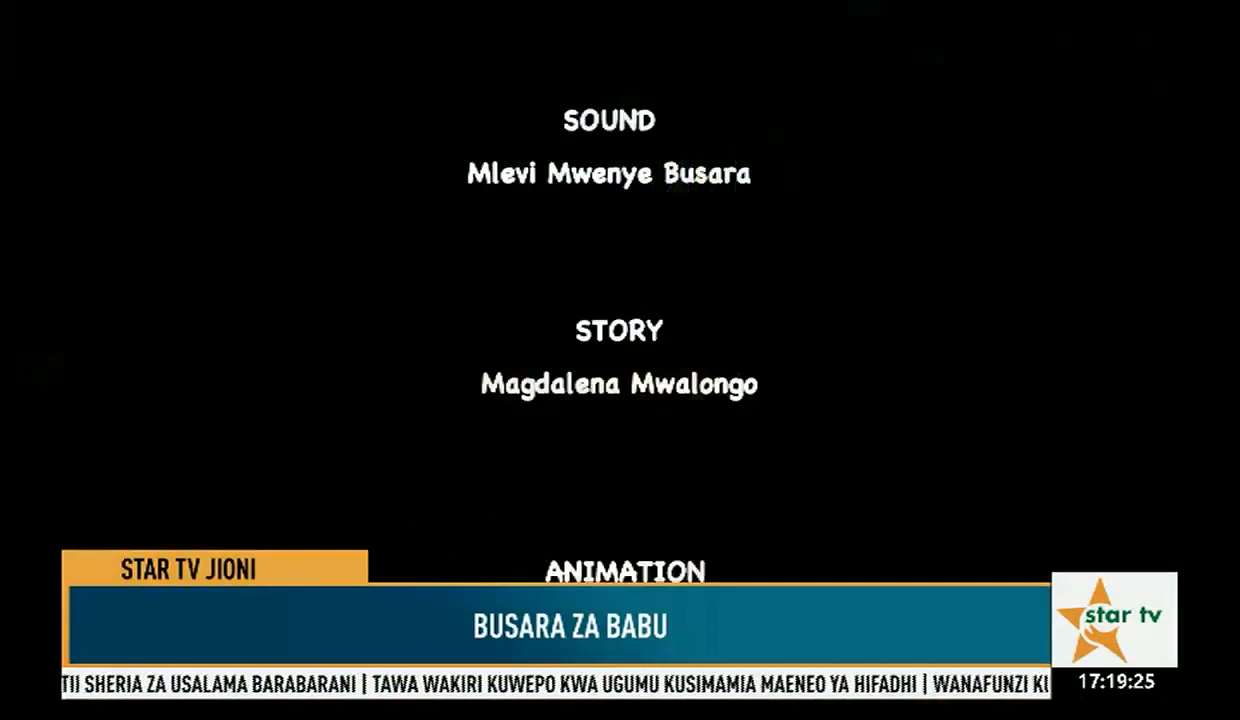 SOUND
Mlevi Mwenye Busara
STORY
Magdalena Mwalongo
ANIMATION
STAR TV JIONI
BUSARA ZA BABU
star tv
TII SHERIA ZA USALAMA BARABARANI | TAWA WAKIRI KUWEPO KWA UGUMU KUSIMAMIA MAENEO YA HIFADHI | WANAFUNZI
17:19:25